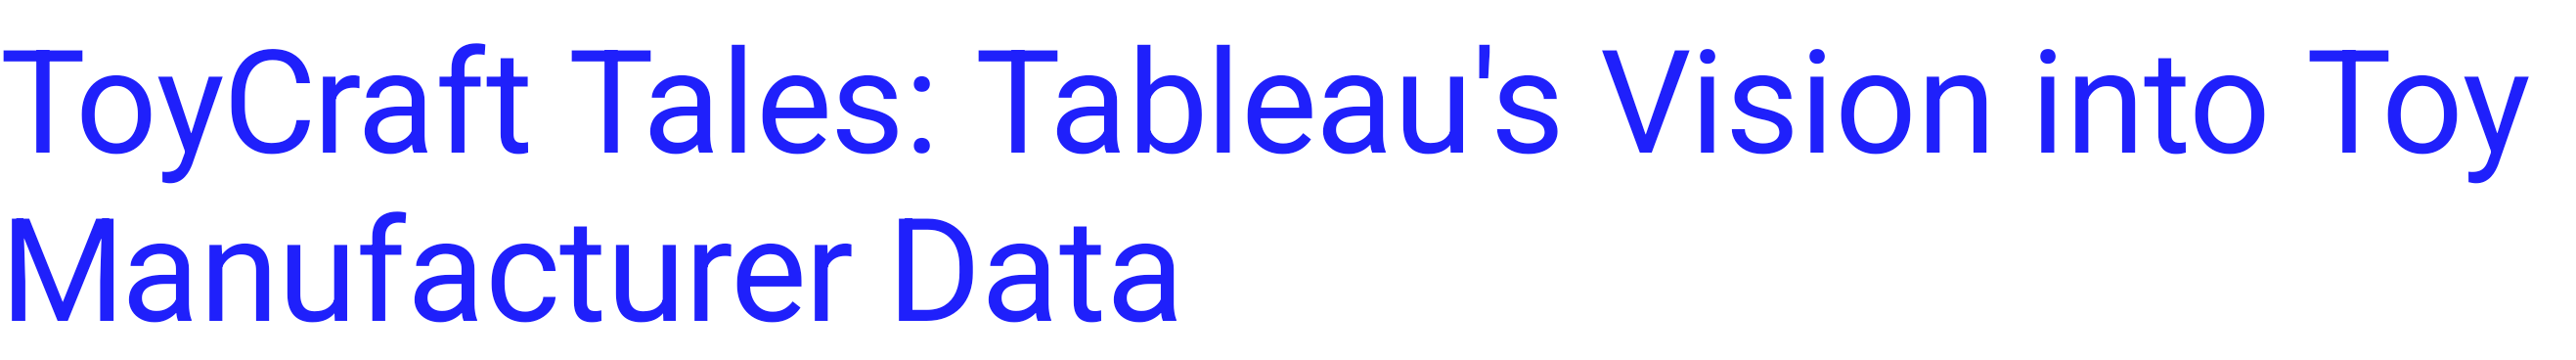 ToyCraft Tales: Tableau's Vision into Toy
Manufacturer Data